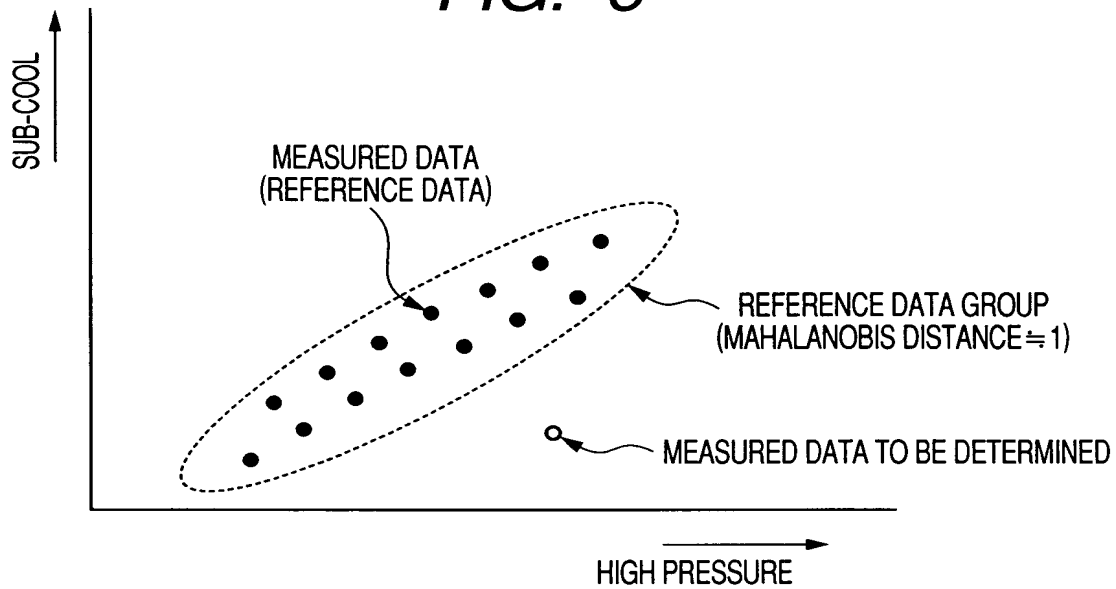 FIG.
SUB-COOL
MEASURED DATA
(REFERENCE DATA)
REFERENCE DATA GROUP
(MAHALANOBIS DISTANCE≒1)
MEASURED DATA TO BE DETERMINED
HIGH PRESSURE